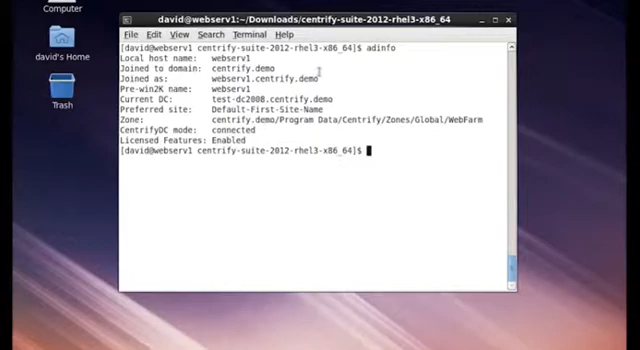 Computer
david's Home
Trash
david@webserv1:~/Downloads/centrify-suite-2012-rhel3-x86_64
File Edit View Search Terminal Help
[david@webserv1 centrify-suite-2012-rhel3-x86_64]$ adinfo
Local host name: webserv1
Joined to domain: centrify.demo
Joined as: webserv1.centrify.demo
Pre-win2K name: webserv1
Current DC: test-dc2008.centrify.demo
Preferred site: Default-First-Site-Name
Zone: centrify.demo/Program Data/Centrify/Zones/Global/WebFarm
CentrifyDC mode: connected
Licensed Features: Enabled
[david@webserv1 centrify-suite-2012-rhel3-x86_64]$